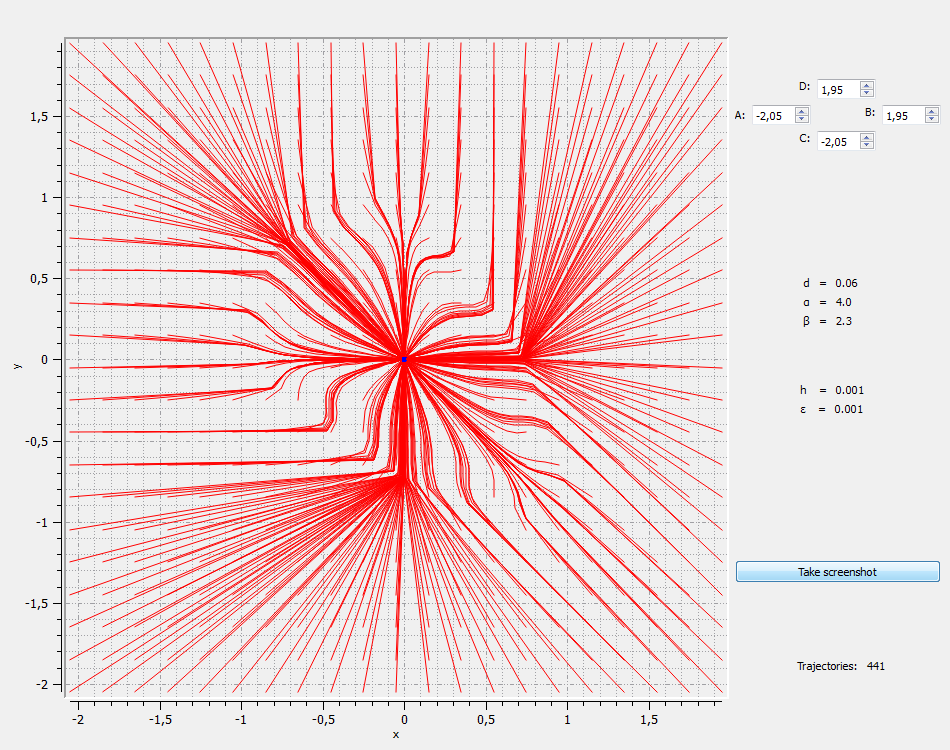 D: 1,95
A: -2,05 B: 1,95
C: -2,05
1,5
1
0,5
0
-0,5
-1
-1,5
-2
y
-2 -1,5 -1 -0,5 0 0,5 1 1,5
x
d = 0.06
α = 4.0
β = 2.3
h = 0.001
ε = 0.001
Take screenshot
Trajectories: 441